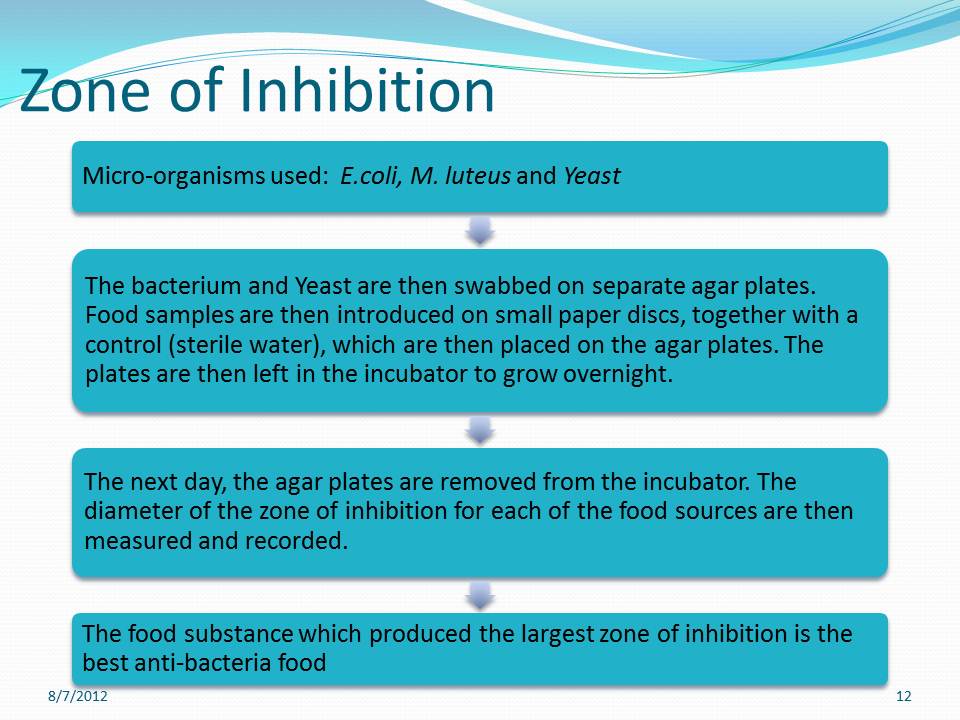 Zone of Inhibition
Micro-organisms used:  E.coli, M. luteus and Yeast
The bacterium and Yeast are then swabbed on separate agar plates.
Food samples are then introduced on small paper discs, together with a
control (sterile water), which are then placed on the agar plates. The
plates are then left in the incubator to grow overnight.
The next day, the agar plates are removed from the incubator. The
diameter of the zone of inhibition for each of the food sources are then
measured and recorded.
The food substance which produced the largest zone of inhibition is the
best anti-bacteria food
8/7/2012
12